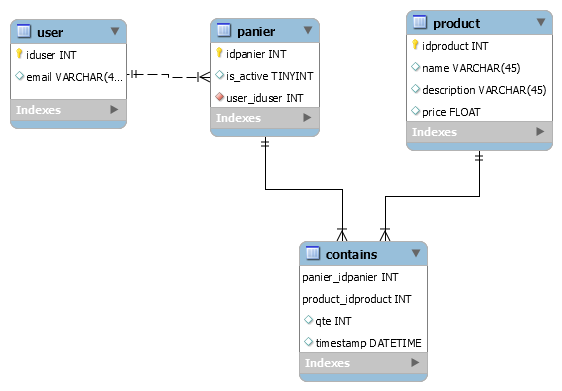 user
iduser INT
email VARCHAR(4...
Indexes
panier
idpanier INT
is_active TINYINT
user_iduser INT
Indexes
product
idproduct INT
name VARCHAR(45)
description VARCHAR(45)
price FLOAT
Indexes
contains
panier_idpanier INT
product_idproduct INT
qte INT
timestamp DATETIME
Indexes